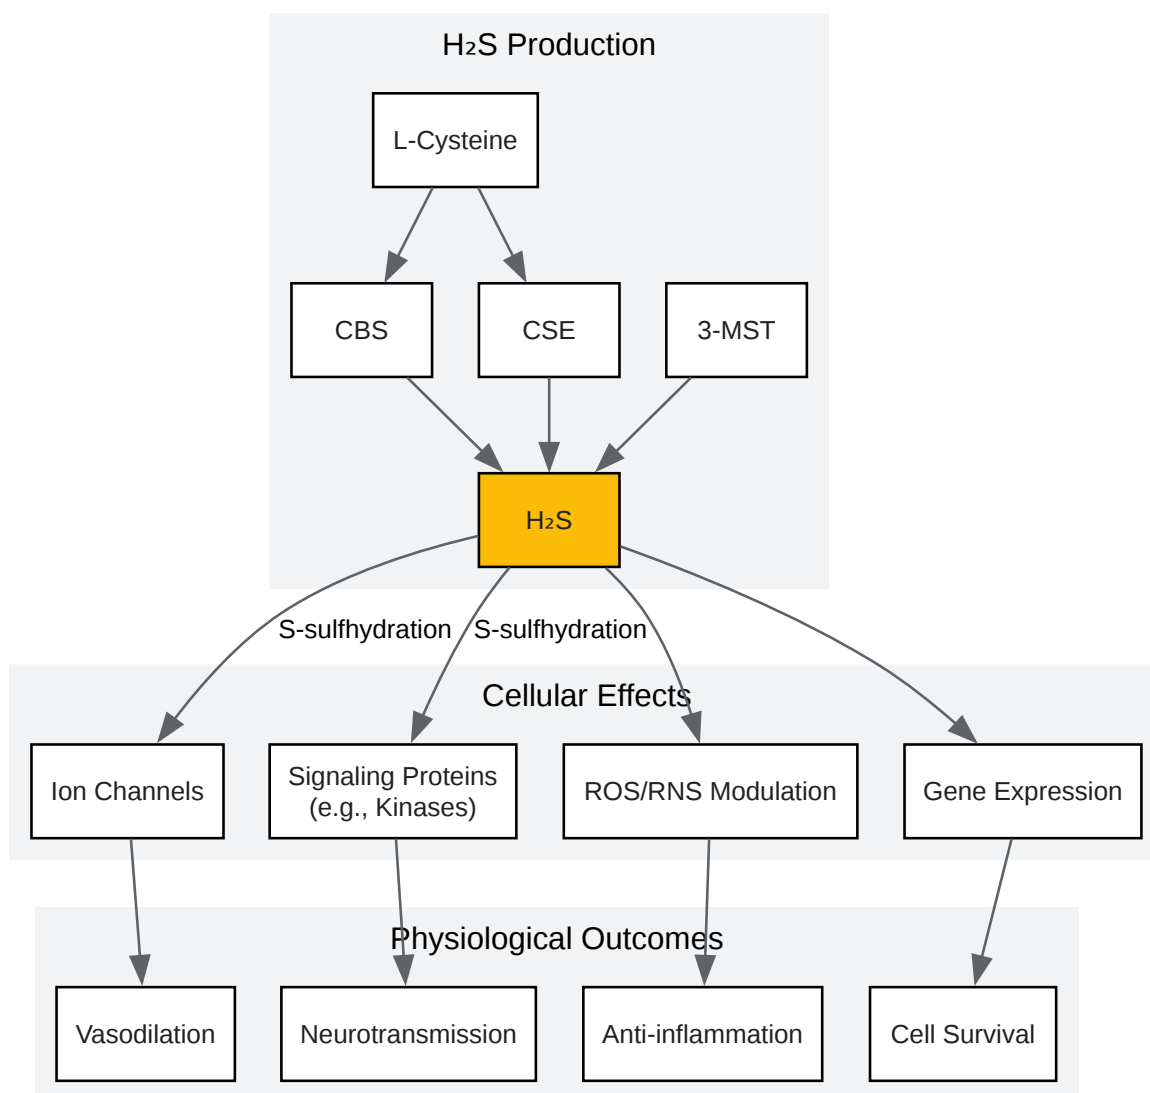 H₂S Production
L-Cysteine
CBS
CSE
3-MST
H₂S
S-sulfhydration
S-sulfhydration
Cellular Effects
Ion Channels
Signaling Proteins
(e.g., Kinases)
ROS/RNS Modulation
Gene Expression
Physiological Outcomes
Vasodilation
Neurotransmission
Anti-inflammation
Cell Survival